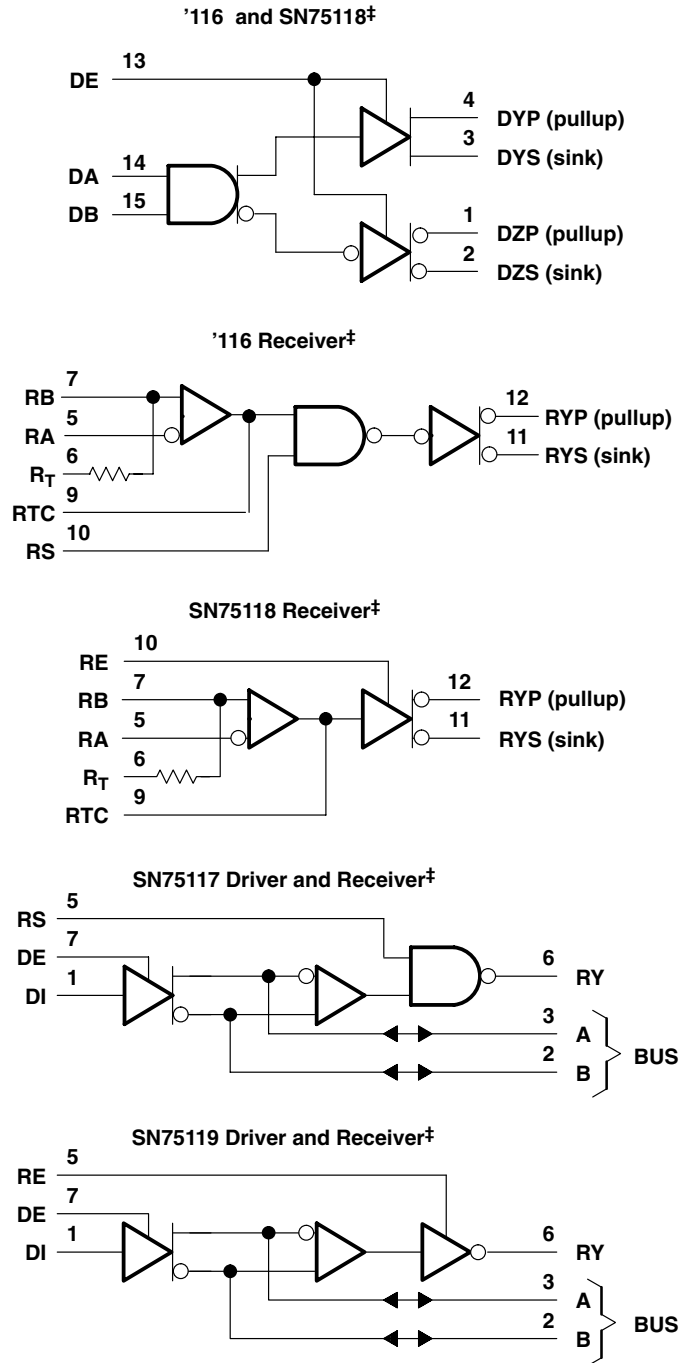 '116 and SN75118‡
13
DE
4
DYP (pullup)
3
DYS (sink)
14
DA
15
DB
1
DZP (pullup)
2
DZS (sink)
'116 Receiver‡
7
RB
12
RYP (pullup)
5
RA
11
RYS (sink)
6
RT
9
RTC
10
RS
SN75118 Receiver‡
10
RE
7
RB
12
RYP (pullup)
5
RA
11
RYS (sink)
6
RT
9
RTC
SN75117 Driver and Receiver‡
5
RS
7
DE
6
RY
1
DI
3
A
2
B
BUS
SN75119 Driver and Receiver‡
5
RE
7
DE
6
RY
1
DI
3
A
2
B
BUS